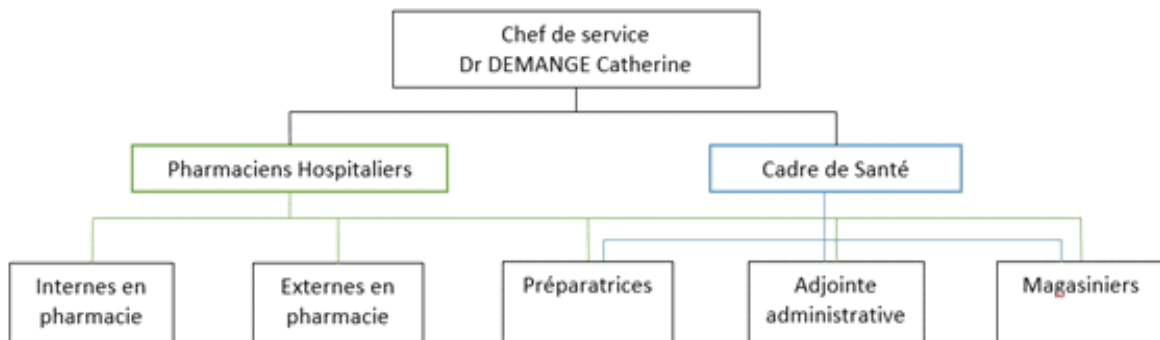 Chef de service
Dr DEMANGE Catherine
Pharmaciens Hospitaliers
Cadre de Santé
Internes en
pharmacie
Externes en
pharmacie
Préparatrices
Adjointe
administrative
Magasiniers